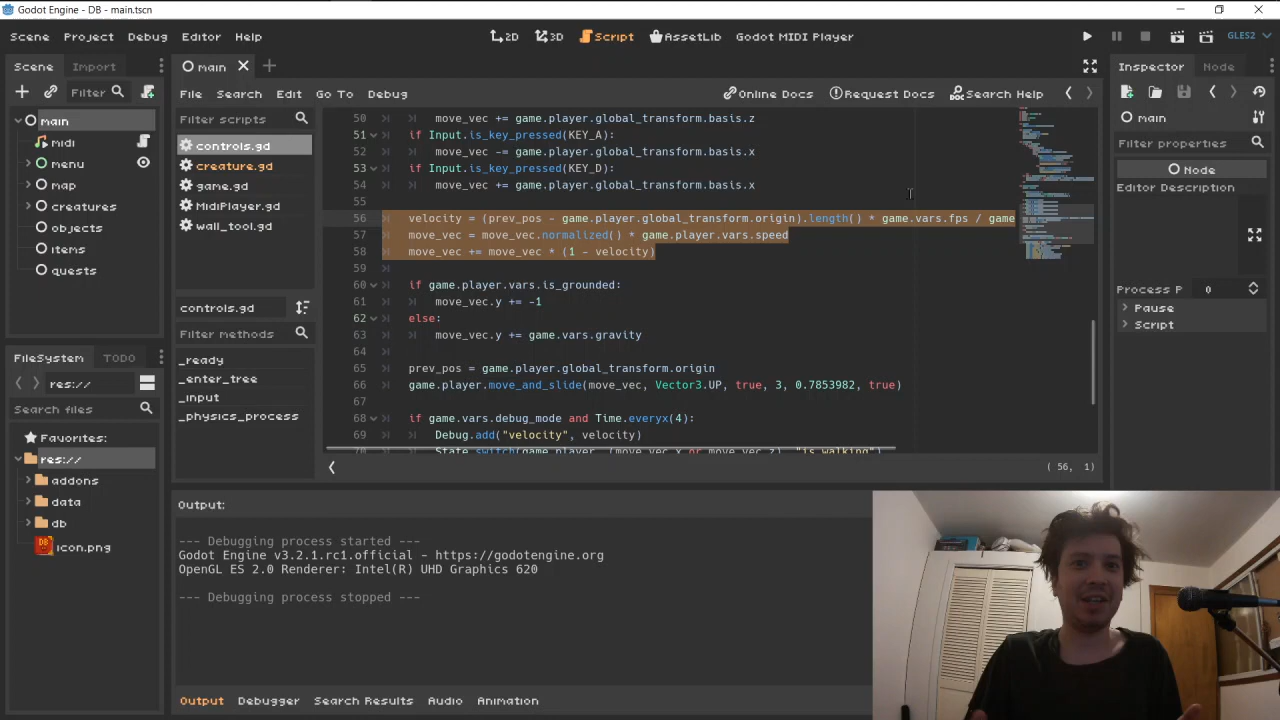 Godot Engine - DB - main.tscn
Scene Project Debug Editor Help
2D 3D Script AssetLib Godot MIDI Player
GLES2
Scene Import
Filter
main
midi
menu
map
creatures
objects
items
quests
FileSystem TODO
res://
Search files
Favorites:
res://
addons
data
db
icon.png
main
File Search Edit Go To Debug
Online Docs Request Docs Search Help
Filter scripts
controls.gd
creature.gd
game.gd
MidiPlayer.gd
wall_tool.gd
controls.gd
Filter methods
_ready
_enter_tree
_input
_physics_process
50 move_vec += game.player.global_transform.basis.z
51 if Input.is_key_pressed(KEY_A):
52 move_vec -= game.player.global_transform.basis.x
53 if Input.is_key_pressed(KEY_D):
54 move_vec += game.player.global_transform.basis.x
55
56 velocity = (prev_pos - game.player.global_transform.origin).length() * game.vars.fps / game
57 move_vec = move_vec.normalized() * game.player.vars.speed
58 move_vec += move_vec * (1 - velocity)
59
60 if game.player.vars.is_grounded:
61 move_vec.y += -1
62 else:
63 move_vec.y += game.vars.gravity
64
65 prev_pos = game.player.global_transform.origin
66 game.player.move_and_slide(move_vec, Vector3.UP, true, 3, 0.7853982, true)
67
68 if game.vars.debug_mode and Time.everyx(4):
69 Debug.add("velocity", velocity)
70 State.switch(game.player, (move_vec.x or move_vec.z), "is_walking")
( 56, 1)
Output:
--- Debugging process started ---
Godot Engine v3.2.1.rc1.official - https://godotengine.org
OpenGL ES 2.0 Renderer: Intel(R) UHD Graphics 620
--- Debugging process stopped ---
Output Debugger Search Results Audio Animation
Inspector Node
main
Filter properties
Node
Editor Description
Process P 0
Pause
Script